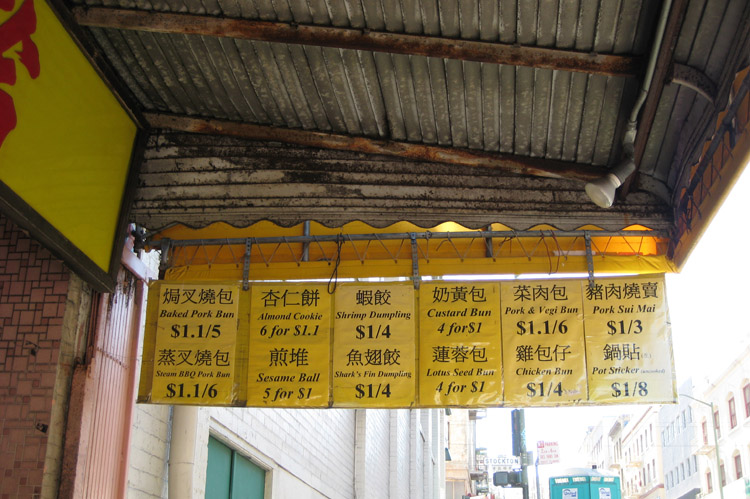 焗叉燒包
Baked Pork Bun
$1.1/5
杏仁餅
Almond Cookie
6 for $1.1
蝦餃
Shrimp Dumpling
$1/4
奶黃包
Custard Bun
4 for $1
菜肉包
Pork & Vegi Bun
$1.1/6
豬肉燒賣
Pork Sui Mai
$1/3
蒸叉燒包
Steam BBQ Pork Bun
$1.1/6
煎堆
Sesame Ball
5 for $1
魚翅餃
Shark's Fin Dumpling
$1/4
蓮蓉包
Lotus Seed Bun
4 for $1
雞包仔
Chicken Bun
$1/4
鍋貼
Pot Sticker
$1/8
STOCKTON